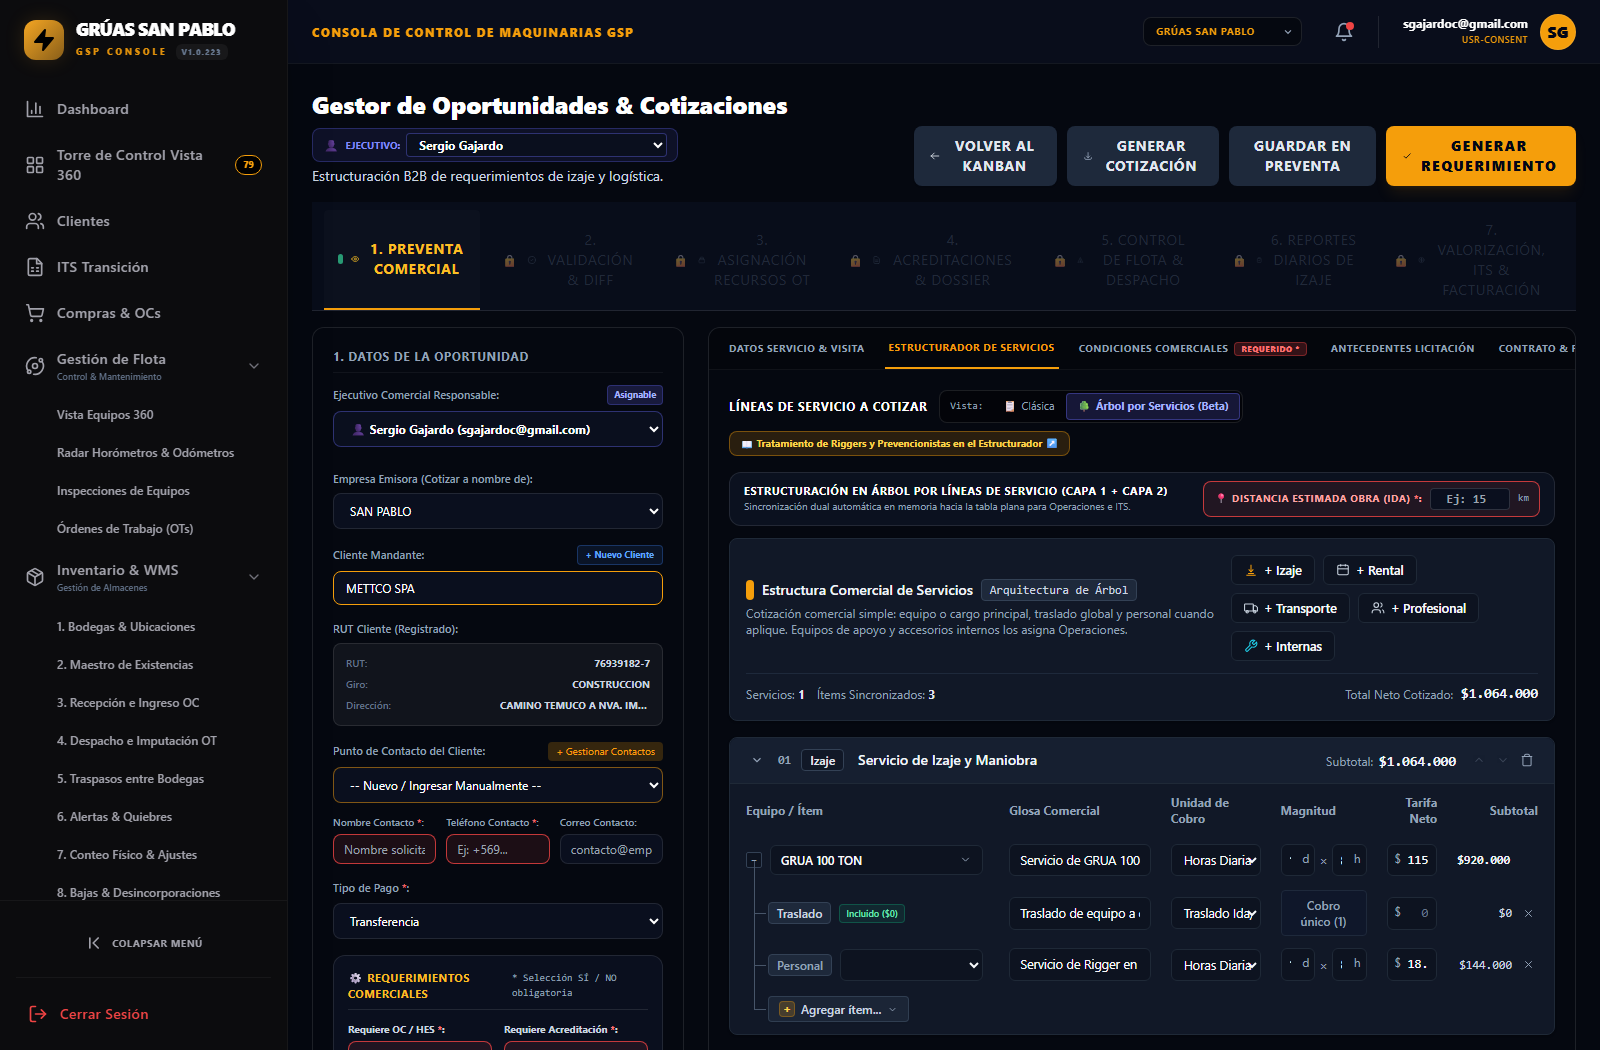 GRÚAS SAN PABLO
GSP CONSOLE V1.0.223
Dashboard
Torre de Control Vista 360
79
Clientes
ITS Transición
Compras & OCs
Gestión de Flota
Control & Mantenimiento
Vista Equipos 360
Radar Horómetros & Odómetros
Inspecciones de Equipos
Órdenes de Trabajo (OTs)
Inventario & WMS
Gestión de Almacenes
1. Bodegas & Ubicaciones
2. Maestro de Existencias
3. Recepción e Ingreso OC
4. Despacho e Imputación OT
5. Traspasos entre Bodegas
6. Alertas & Quiebres
7. Conteo Físico & Ajustes
8. Bajas & Desincorporaciones
COLAPSAR MENÚ
Cerrar Sesión
CONSOLA DE CONTROL DE MAQUINARIAS GSP
GRÚAS SAN PABLO
sgajardoc@gmail.com
USR-CONSENT
SG
Gestor de Oportunidades & Cotizaciones
EJECUTIVO: Sergio Gajardo
Estructuración B2B de requerimientos de izaje y logística.
VOLVER AL KANBAN
GENERAR COTIZACIÓN
GUARDAR EN PREVENTA
GENERAR REQUERIMIENTO
1. PREVENTA COMERCIAL
2. VALIDACIÓN & DIFF
3. ASIGNACIÓN RECURSOS OT
4. ACREDITACIONES & DOSSIER
5. CONTROL DE FLOTA & DESPACHO
6. REPORTES DIARIOS DE IZAJE
7. VALORIZACIÓN, ITS & FACTURACIÓN
1. DATOS DE LA OPORTUNIDAD
Ejecutivo Comercial Responsable: Asignable
Sergio Gajardo (sgajardoc@gmail.com)
Empresa Emisora (Cotizar a nombre de):
SAN PABLO
Cliente Mandante: + Nuevo Cliente
METTCO SPA
RUT Cliente (Registrado):
RUT: 76939182-7
Giro: CONSTRUCCION
Dirección: CAMINO TEMUCO A NVA. IM...
Punto de Contacto del Cliente: + Gestionar Contactos
-- Nuevo / Ingresar Manualmente --
Nombre Contacto *: Teléfono Contacto *: Correo Contacto:
Nombre solicita Ej: +569... contacto@emp
Tipo de Pago *:
Transferencia
REQUERIMIENTOS COMERCIALES
* Selección SÍ / NO obligatoria
Requiere OC / HES *: Requiere Acreditación *:
DATOS SERVICIO & VISITA
ESTRUCTURADOR DE SERVICIOS
CONDICIONES COMERCIALES REQUERIDO *
ANTECEDENTES LICITACIÓN
CONTRATO & F
LÍNEAS DE SERVICIO A COTIZAR Vista: Clásica Árbol por Servicios (Beta)
Tratamiento de Riggers y Prevencionistas en el Estructurador
ESTRUCTURACIÓN EN ÁRBOL POR LÍNEAS DE SERVICIO (CAPA 1 + CAPA 2)
Sincronización dual automática en memoria hacia la tabla plana para Operaciones e ITS.
DISTANCIA ESTIMADA OBRA (IDA) *: Ej: 15 km
Estructura Comercial de Servicios Arquitectura de Árbol
Cotización comercial simple: equipo o cargo principal, traslado global y personal cuando
aplique. Equipos de apoyo y accesorios internos los asigna Operaciones.
+ Izaje
+ Rental
+ Transporte
+ Profesional
+ Internas
Servicios: 1 Ítems Sincronizados: 3
Total Neto Cotizado: $1.064.000
01 Izaje Servicio de Izaje y Maniobra Subtotal: $1.064.000
Equipo / Ítem Glosa Comercial Unidad de Cobro Magnitud Tarifa Neto Subtotal
GRUA 100 TON Servicio de GRUA 100 Horas Diaria d x h $ 115 $920.000
Traslado Incluido ($0) Traslado de equipo a Traslado Ida Cobro único (1) $ 0 $0 ×
Personal Servicio de Rigger en Horas Diaria d x h $ 18. $144.000 ×
+ Agregar ítem...